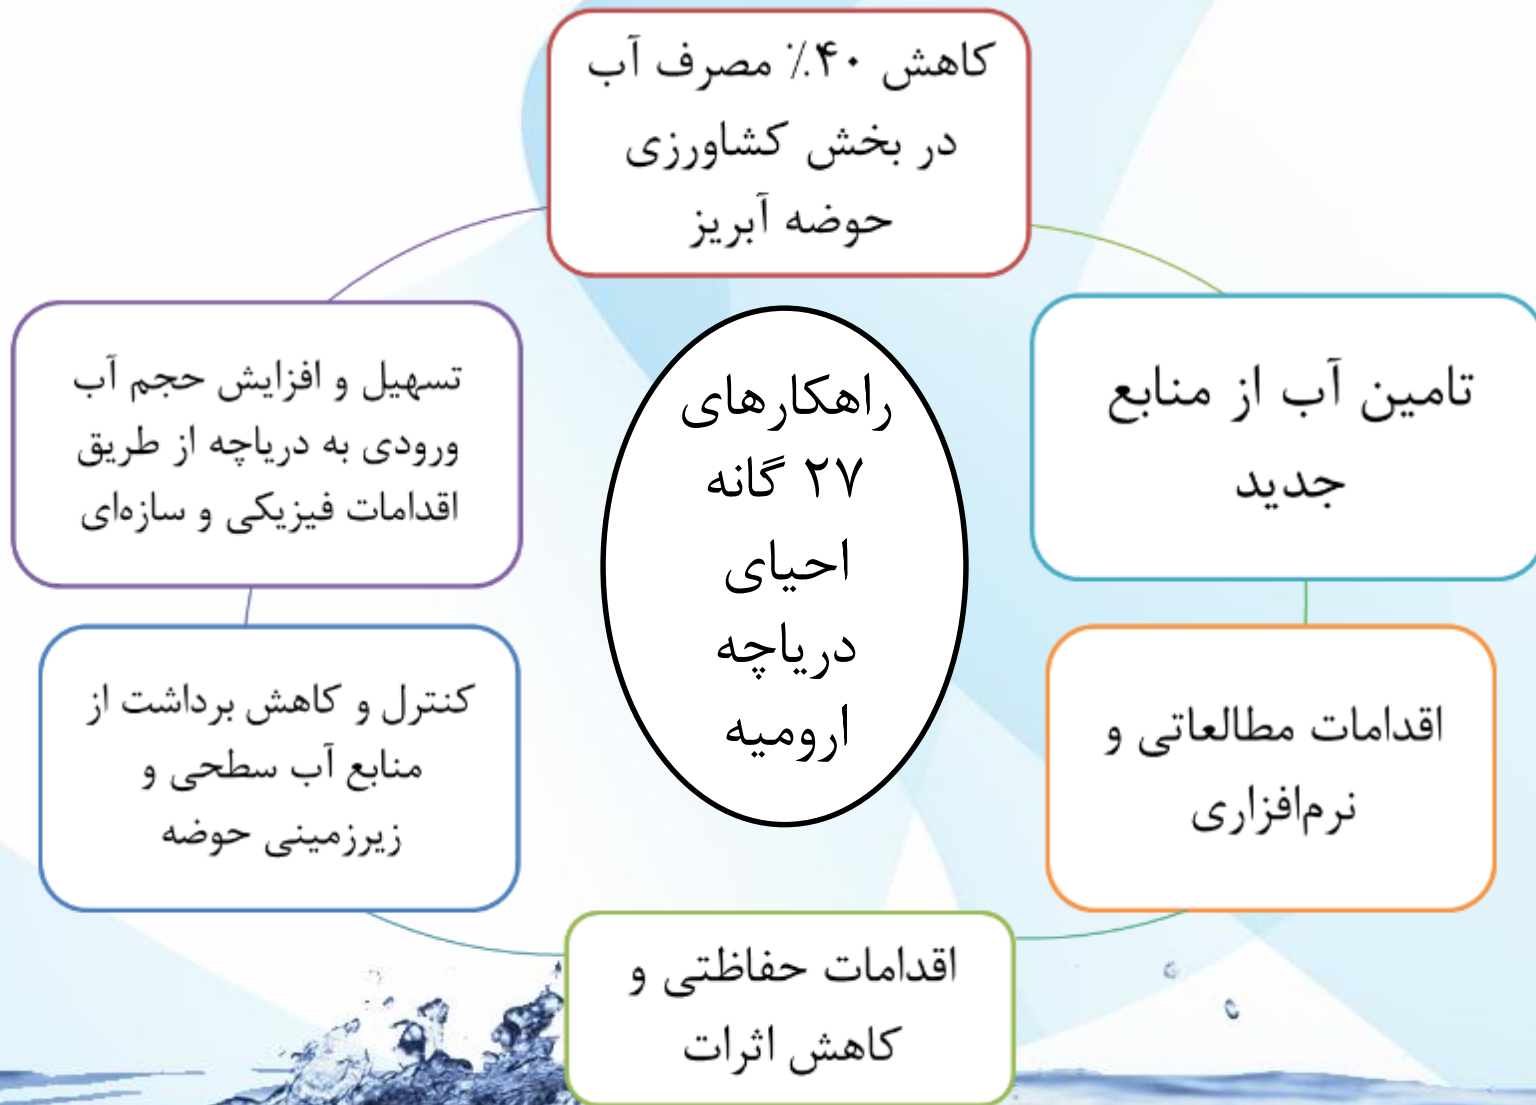 کاهش ۴۰٪ مصرف آب
در بخش کشاورزی
حوضه آبریز
تامین آب از منابع
جدید
اقدامات مطالعاتی و
نرم‌افزاری
اقدامات حفاظتی و
کاهش اثرات
کنترل و کاهش برداشت از
منابع آب سطحی و
زیرزمینی حوضه
تسهیل و افزایش حجم آب
ورودی به دریاچه از طریق
اقدامات فیزیکی و سازه‌ای
راهکارهای
۲۷ گانه
احیای
دریاچه
ارومیه